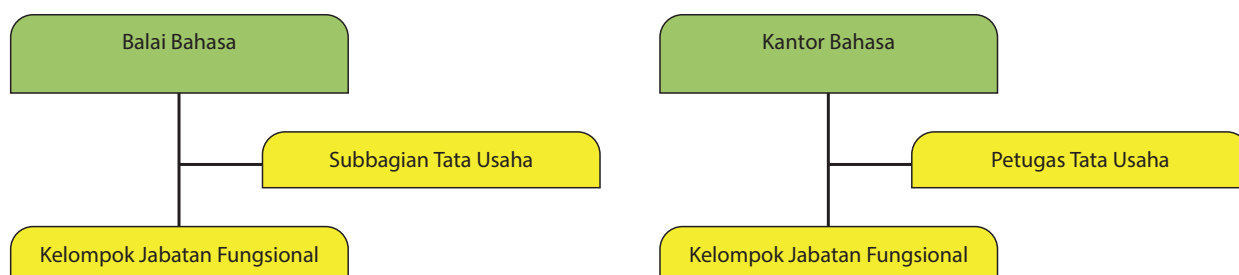 Balai Bahasa
Subbagian Tata Usaha
Kelompok Jabatan Fungsional
Kantor Bahasa
Petugas Tata Usaha
Kelompok Jabatan Fungsional